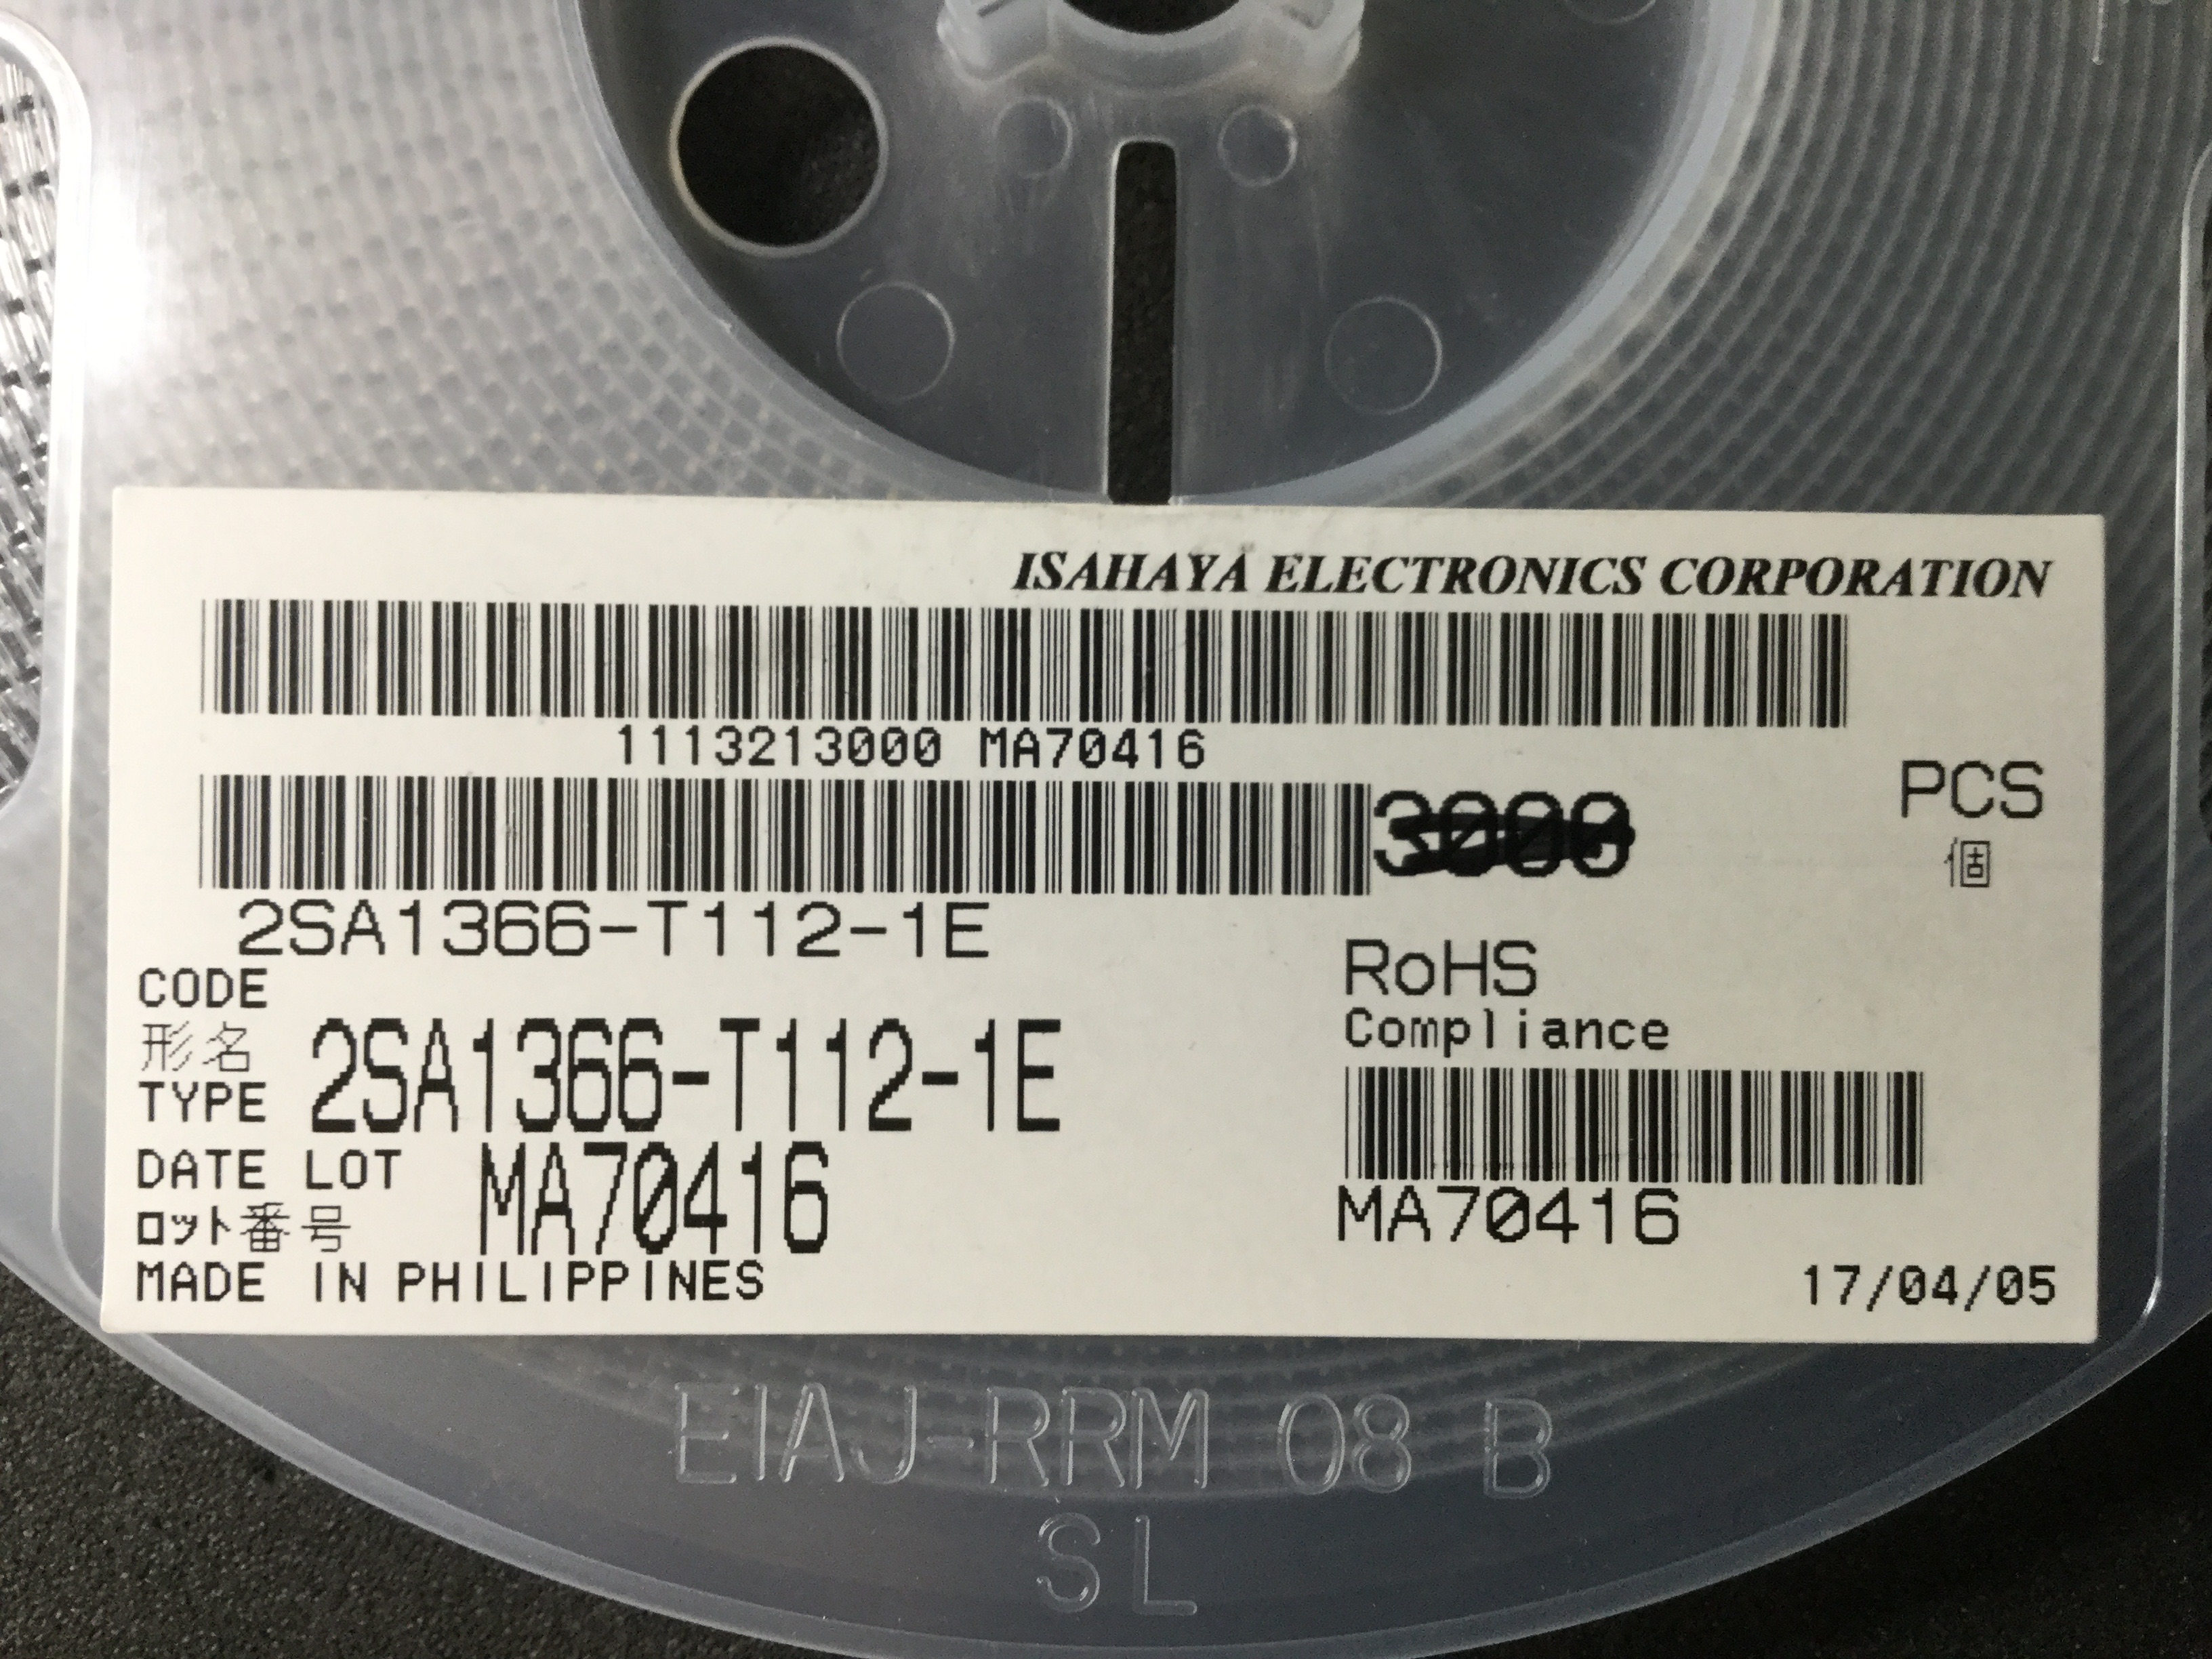 ISAHAYA ELECTRONICS CORPORATION
1113213000 MA70416
3000
PCS
個
2SA1366-T112-1E
RoHS
Compliance
CODE
形名
TYPE 2SA1366-T112-1E
DATE LOT
ロット番号 MA70416
MA70416
MADE IN PHILIPPINES
17/04/05
EIAJ-RRM 08 B
SL